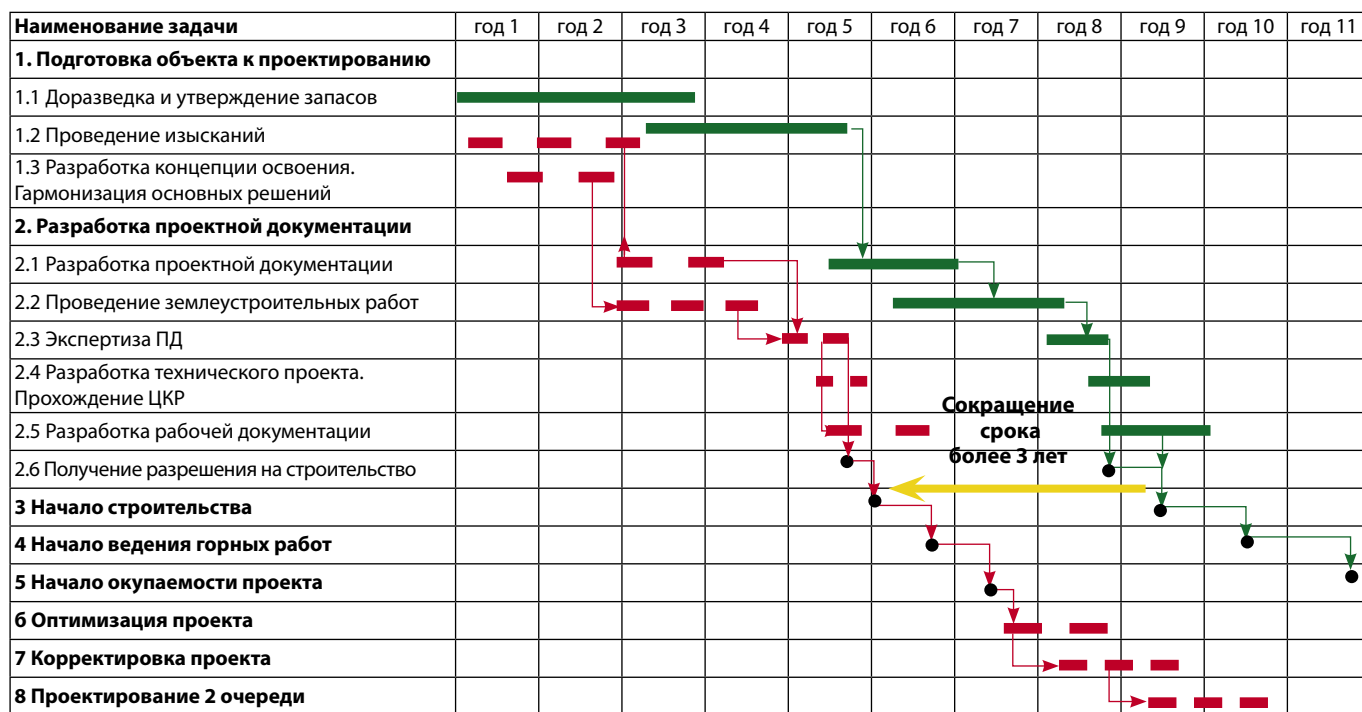 Наименование задачи год 1 год 2 год 3 год 4 год 5 год 6 год 7 год 8 год 9 год 10 год 11
1. Подготовка объекта к проектированию
1.1 Доразведка и утверждение запасов
1.2 Проведение изысканий
1.3 Разработка концепции освоения.
Гармонизация основных решений
2. Разработка проектной документации
2.1 Разработка проектной документации
2.2 Проведение землеустроительных работ
2.3 Экспертиза ПД
2.4 Разработка технического проекта.
Прохождение ЦКР
Сокращение
срока
более 3 лет
2.5 Разработка рабочей документации
2.6 Получение разрешения на строительство
3 Начало строительства
4 Начало ведения горных работ
5 Начало окупаемости проекта
6 Оптимизация проекта
7 Корректировка проекта
8 Проектирование 2 очереди